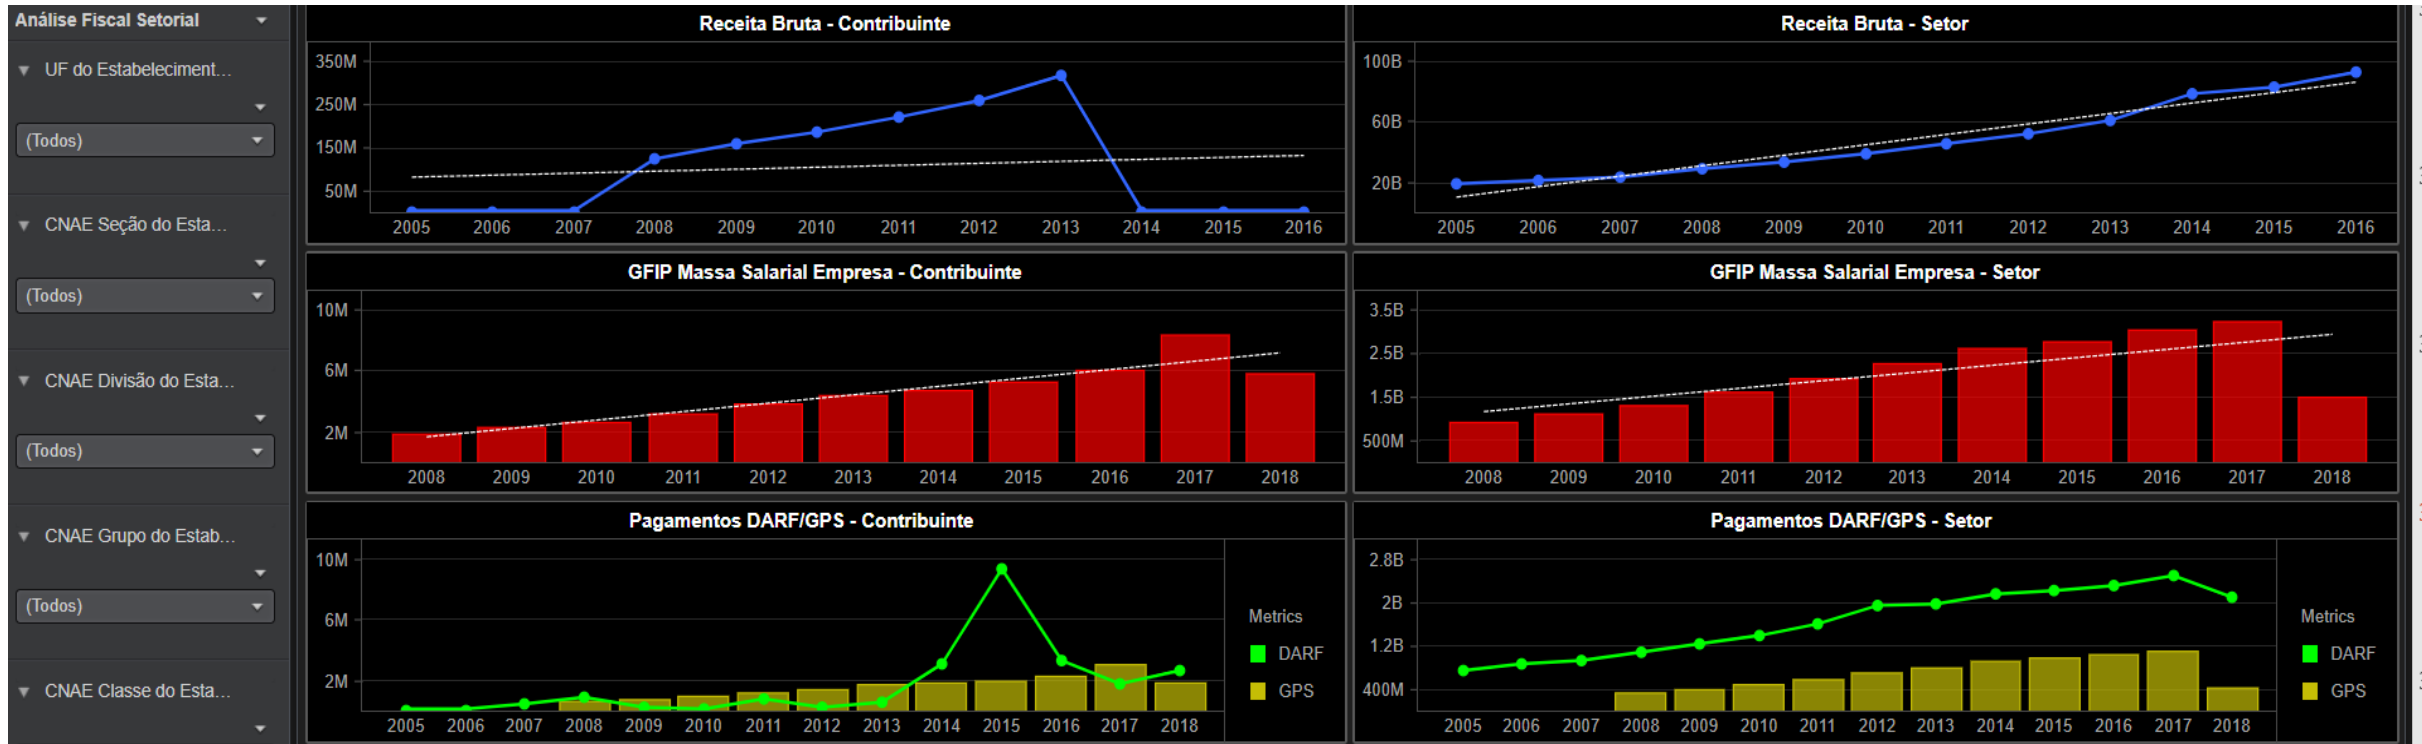 Análise Fiscal Setorial
UF do Estabeleciment...
(Todos)
CNAE Seção do Esta...
(Todos)
CNAE Divisão do Esta...
(Todos)
CNAE Grupo do Estab...
(Todos)
CNAE Classe do Esta...
Receita Bruta - Contribuinte
350M
250M
150M
50M
2005 2006 2007 2008 2009 2010 2011 2012 2013 2014 2015 2016
Receita Bruta - Setor
100B
60B
20B
2005 2006 2007 2008 2009 2010 2011 2012 2013 2014 2015 2016
GFIP Massa Salarial Empresa - Contribuinte
10M
6M
2M
2008 2009 2010 2011 2012 2013 2014 2015 2016 2017 2018
GFIP Massa Salarial Empresa - Setor
3.5B
2.5B
1.5B
500M
2008 2009 2010 2011 2012 2013 2014 2015 2016 2017 2018
Pagamentos DARF/GPS - Contribuinte
10M
6M
2M
2005 2006 2007 2008 2009 2010 2011 2012 2013 2014 2015 2016 2017 2018
Metrics
DARF
GPS
Pagamentos DARF/GPS - Setor
2.8B
2B
1.2B
400M
2005 2006 2007 2008 2009 2010 2011 2012 2013 2014 2015 2016 2017 2018
Metrics
DARF
GPS